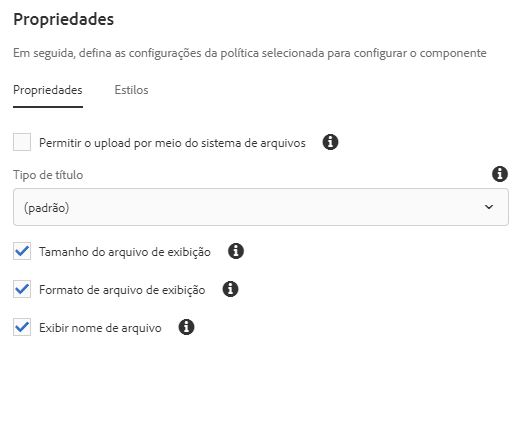 Propriedades
Em seguida, defina as configurações da política selecionada para configurar o componente
Propriedades
Estilos
Permitir o upload por meio do sistema de arquivos
Tipo de título
(padrão)
Tamanho do arquivo de exibição
Formato de arquivo de exibição
Exibir nome de arquivo